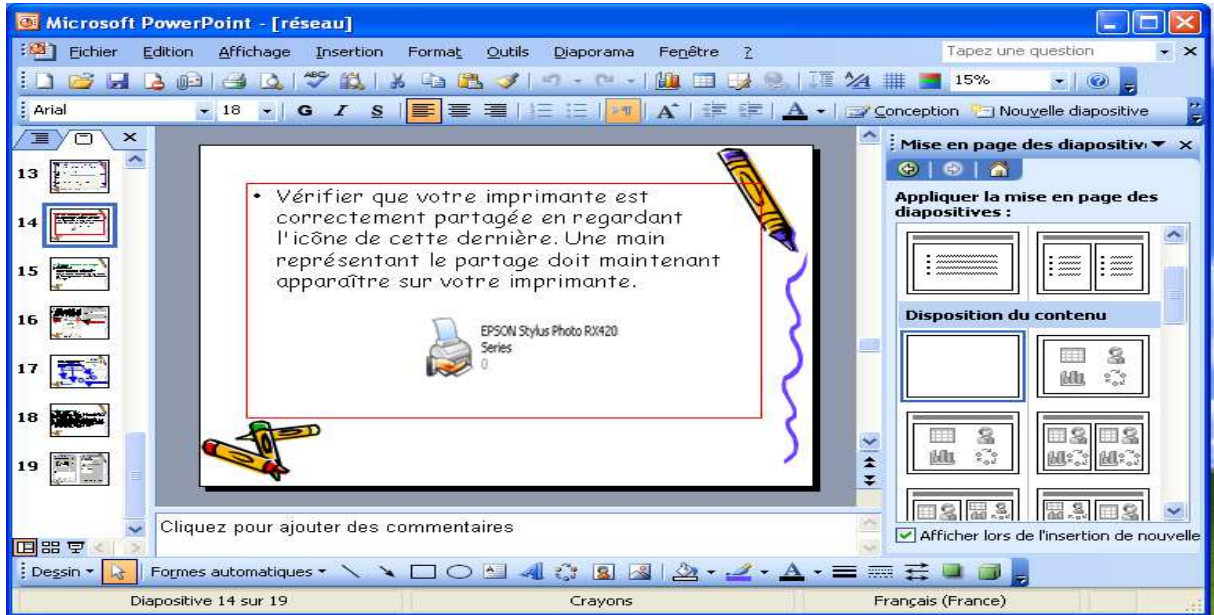 Microsoft PowerPoint - [réseau]
Fichier Edition Affichage Insertion Format Outils Diaporama Fenêtre ? Tapez une question
ABC 15%
Arial 18 G I S A A Conception Nouvelle diapositive
13
14
15
16
17
18
19
• Vérifier que votre imprimante est
correctement partagée en regardant
l'icône de cette dernière. Une main
représentant le partage doit maintenant
apparaître sur votre imprimante.
EPSON Stylus Photo RX420
Series
0
Cliquez pour ajouter des commentaires
Mise en page des diapositiv
Appliquer la mise en page des
diapositives :
Disposition du contenu
Afficher lors de l'insertion de nouvelle
Dessin Formes automatiques A A
Diapositive 14 sur 19 Crayons Français (France)